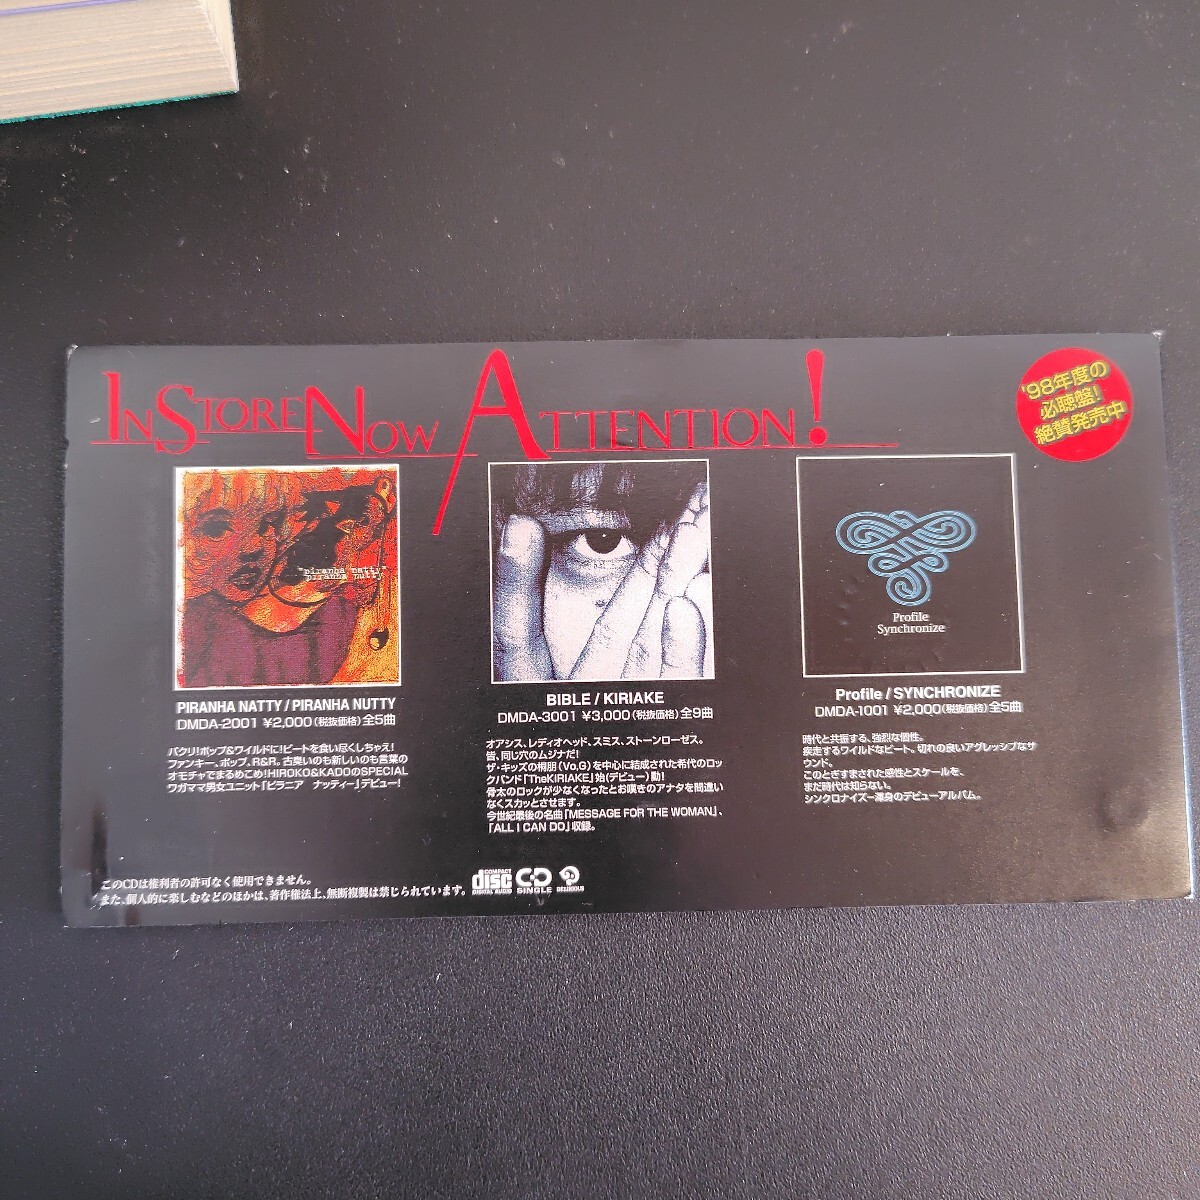 IN STORE NOW ATTENTION!
'98年度の
必聴盤!
絶賛発売中
"piranha natty"
piranha nutty
Profile
Synchronize
PIRANHA NATTY / PIRANHA NUTTY
DMDA-2001 ¥2,000(税抜価格)全5曲
パクリ!ポップ&ワイルドに!ビートを食い尽くしちゃえ!
ファンキー、ポップ、R&R。古臭いのも新しいのも言葉の
オモチャでまるめこめ!HIROKO&KADOのSPECIAL
ワガママ男女ユニット「ピラニア ナッティー」デビュー!
BIBLE / KIRIAKE
DMDA-3001 ¥3,000(税抜価格)全9曲
オアシス、レディオヘッド、スミス、ストーンローゼス。
皆、同じ穴のムジナだ!
ザ・キッズの桐明(Vo,G)を中心に結成された希代のロッ
クバンド「TheKIRIAKE」始(デビュー)動!
骨太のロックが少なくなったとお嘆きのアナタを間違い
なくスカッとさせます。
今世紀最後の名曲「MESSAGE FOR THE WOMAN」、
「ALL I CAN DO」収録。
Profile / SYNCHRONIZE
DMDA-1001 ¥2,000(税抜価格)全5曲
時代と共振する、強烈な個性。
疾走するワイルドなビート、切れの良いアグレッシブなサ
ウンド。
このとぎすまされた感性とスケールを、
まだ時代は知らない。
シンクロナイズー渾身のデビューアルバム。
このCDは権利者の許可なく使用できません。
また、個人的に楽しむなどのほかは、著作権法上、無断複製は禁じられています。
COMPACT
disc
DIGITAL AUDIO
CD
SINGLE